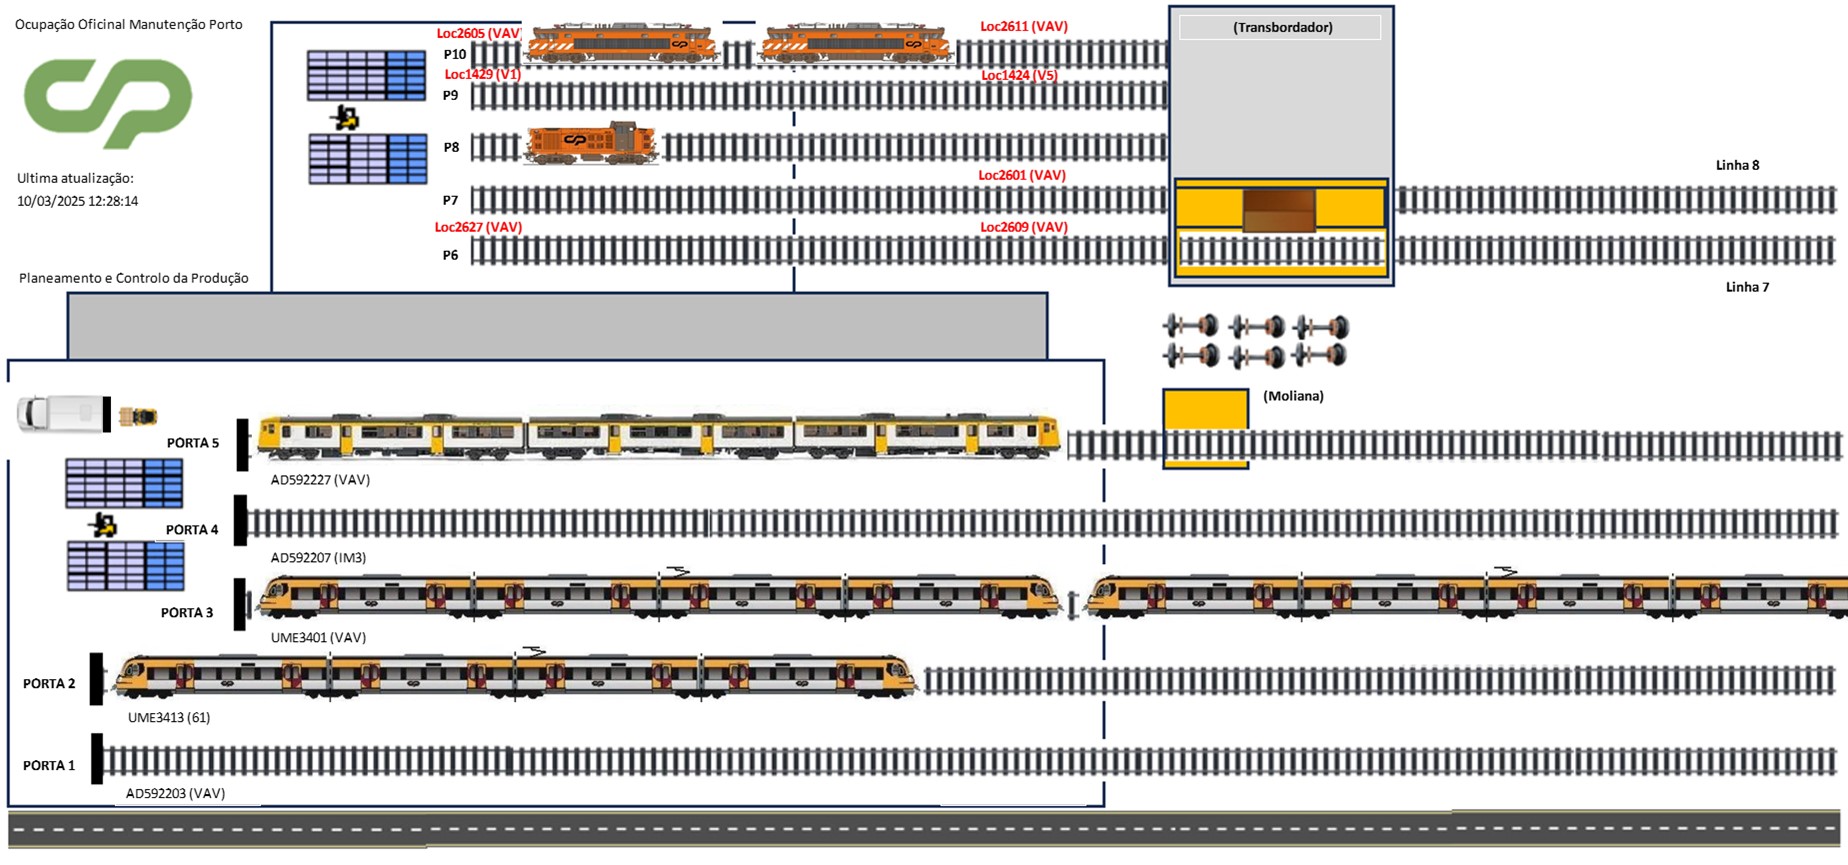 Ocupação Oficinal Manutenção Porto
Ultima atualização:
10/03/2025 12:28:14
Planeamento e Controlo da Produção
Loc2605 (VAV)
Loc2611 (VAV)
P10
Loc1429 (V1)
Loc1424 (V5)
P9
P8
Loc2601 (VAV)
P7
Loc2627 (VAV)
Loc2609 (VAV)
P6
(Transbordador)
Linha 8
Linha 7
(Moliana)
PORTA 5
AD592227 (VAV)
PORTA 4
AD592207 (IM3)
PORTA 3
UME3401 (VAV)
PORTA 2
UME3413 (61)
PORTA 1
AD592203 (VAV)